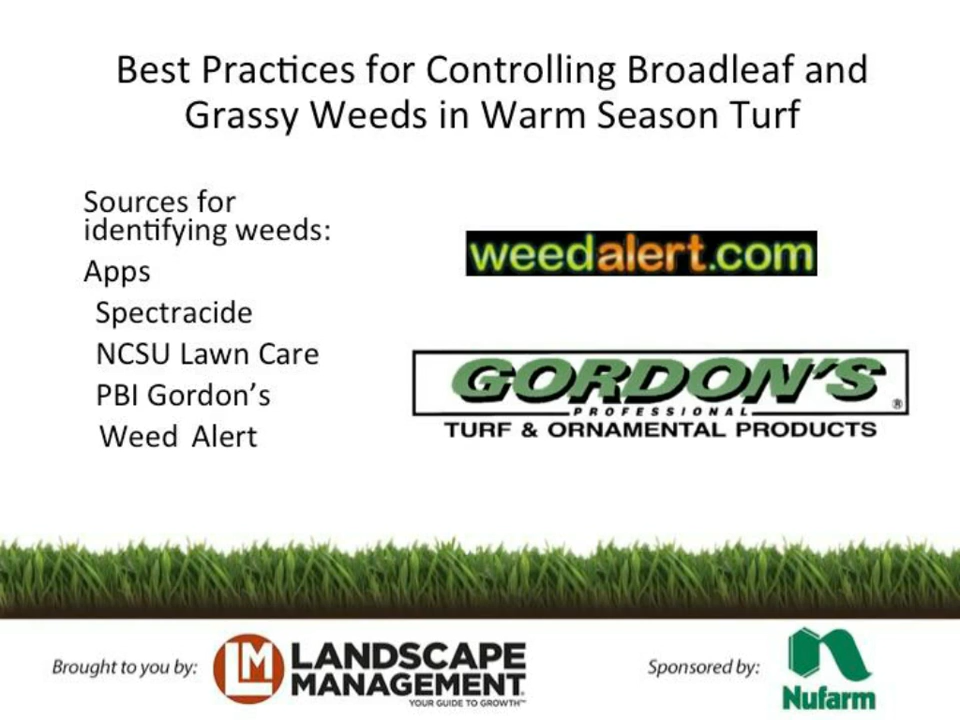 Best Practices for Controlling Broadleaf and
Grassy Weeds in Warm Season Turf
Sources for
identifying weeds:
Apps
Spectracide
NCSU Lawn Care
PBI Gordon's
Weed Alert
weedalert.com
GORDON'S®
PROFESSIONAL
TURF & ORNAMENTAL PRODUCTS
Brought to you by:
LM
LANDSCAPE
MANAGEMENT
YOUR GUIDE TO GROWTH™
Sponsored by:
Nufarm